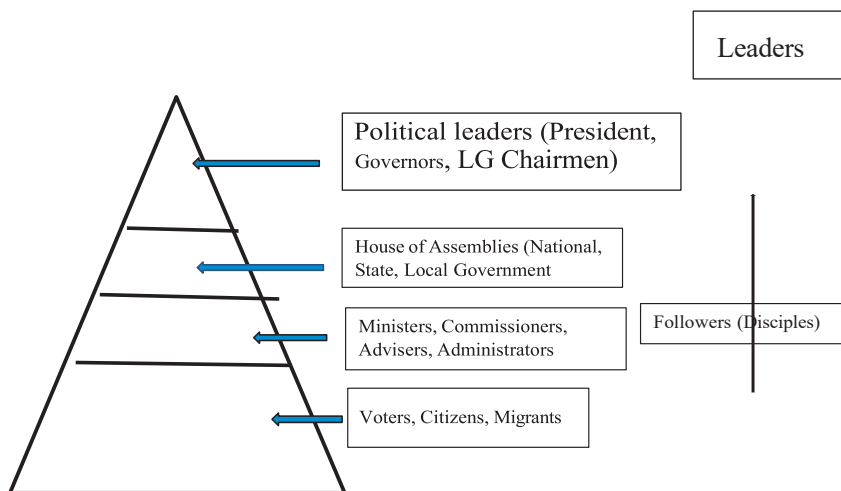 Leaders
Political leaders (President,
Governors, LG Chairmen)
House of Assemblies (National,
State, Local Government
Ministers, Commissioners,
Advisers, Administrators
Followers (Disciples)
Voters, Citizens, Migrants